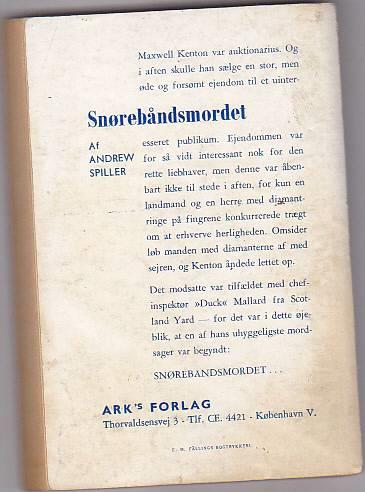 Maxwell Kenton var auktionarius. Og
i aften skulle han sælge en stor, men
øde og forsømt ejendom til et uinter-
Snørebåndsmordet
Af
ANDREW
SPILLER
esseret publikum. Ejendommen var
for så vidt interessant nok for den
rette liebhaver, men denne var åben-
bart ikke til stede i aften, for kun en
landmand og en herre med diamant-
ringe på fingrene konkurrerede trægt
om at erhverve herligheden. Omsider
løb manden med diamanterne af med
sejren, og Kenton åndede lettet op.
Det modsatte var tilfældet med chef-
inspektør »Duck« Mallard fra Scot-
land Yard — for det var i dette øje-
blik, at en af hans uhyggeligste mord-
sager var begyndt:
SNØREBANDSMORDET . . .
ARK'S FORLAG
Thorvaldsensvej 3 - Tlf. CE. 4421 - København V.
BOGTRYKKERI